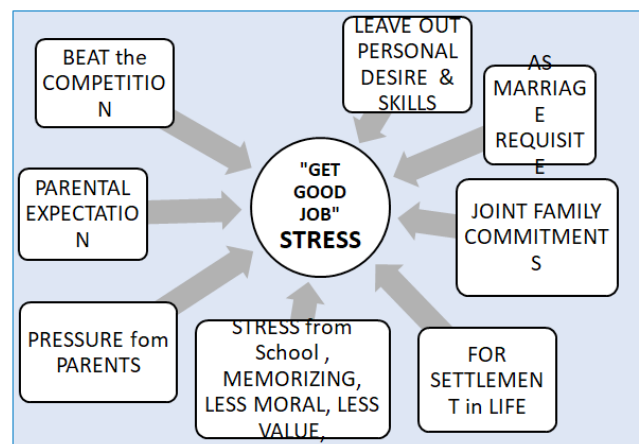 BEAT the
COMPETITIO
N
LEAVE OUT
PERSONAL
DESIRE &
SKILLS
AS
MARRIAG
E
REQUISIT
E
PARENTAL
EXPECTATIO
N
"GET
GOOD
JOB"
STRESS
JOINT FAMILY
COMMITMENT
S
PRESSURE fom
PARENTS
STRESS from
School ,
MEMORIZING,
LESS MORAL, LESS
VALUE,
FOR
SETTLEMEN
T in LIFE